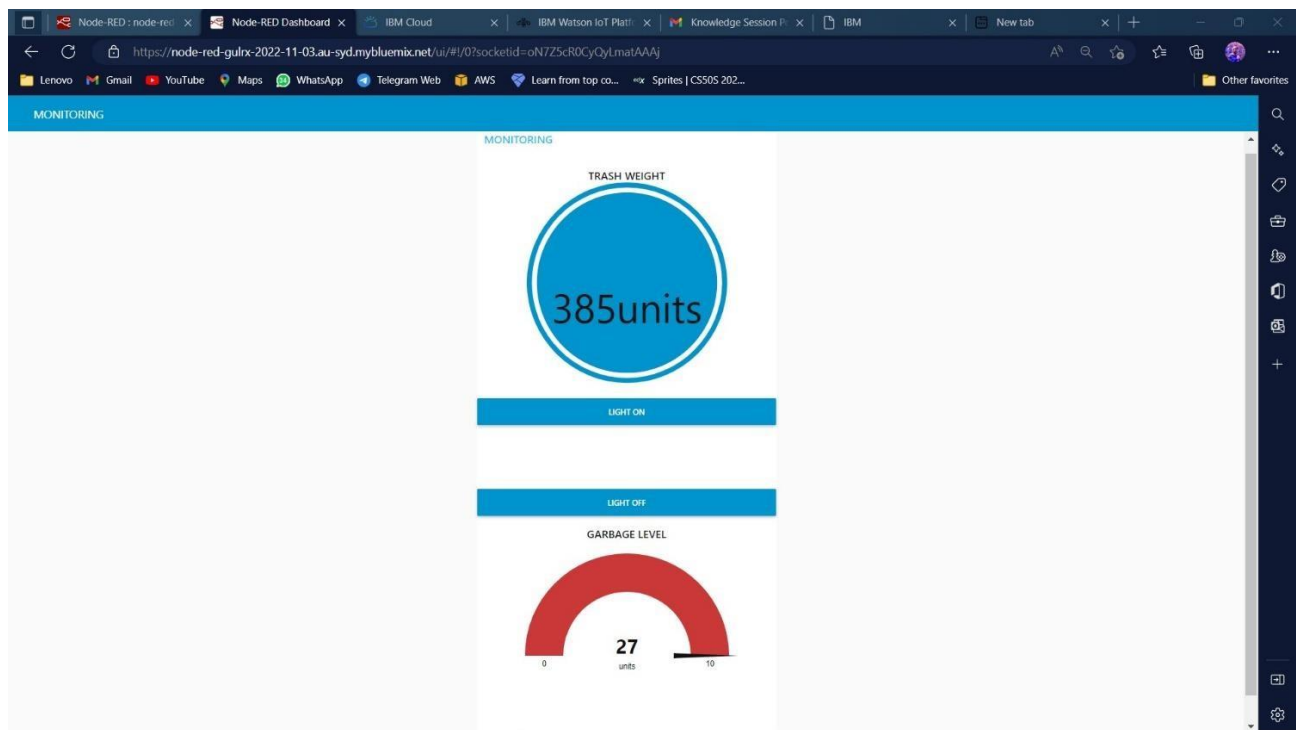 Node-RED : node-red
Node-RED Dashboard
IBM Cloud
IBM Watson IoT Platf
Knowledge Session P
IBM
New tab
https://node-red-gulrx-2022-11-03.au-syd.mybluemix.net/ui/#!/0?socketid=oN7Z5cR0CyQyLmatAAAj
Lenovo
Gmail
YouTube
Maps
WhatsApp
Telegram Web
AWS
Learn from top co...
Sprites | CS50S 202...
Other favorites
MONITORING
MONITORING
TRASH WEIGHT
385units
LIGHT ON
LIGHT OFF
GARBAGE LEVEL
27
units
0
10